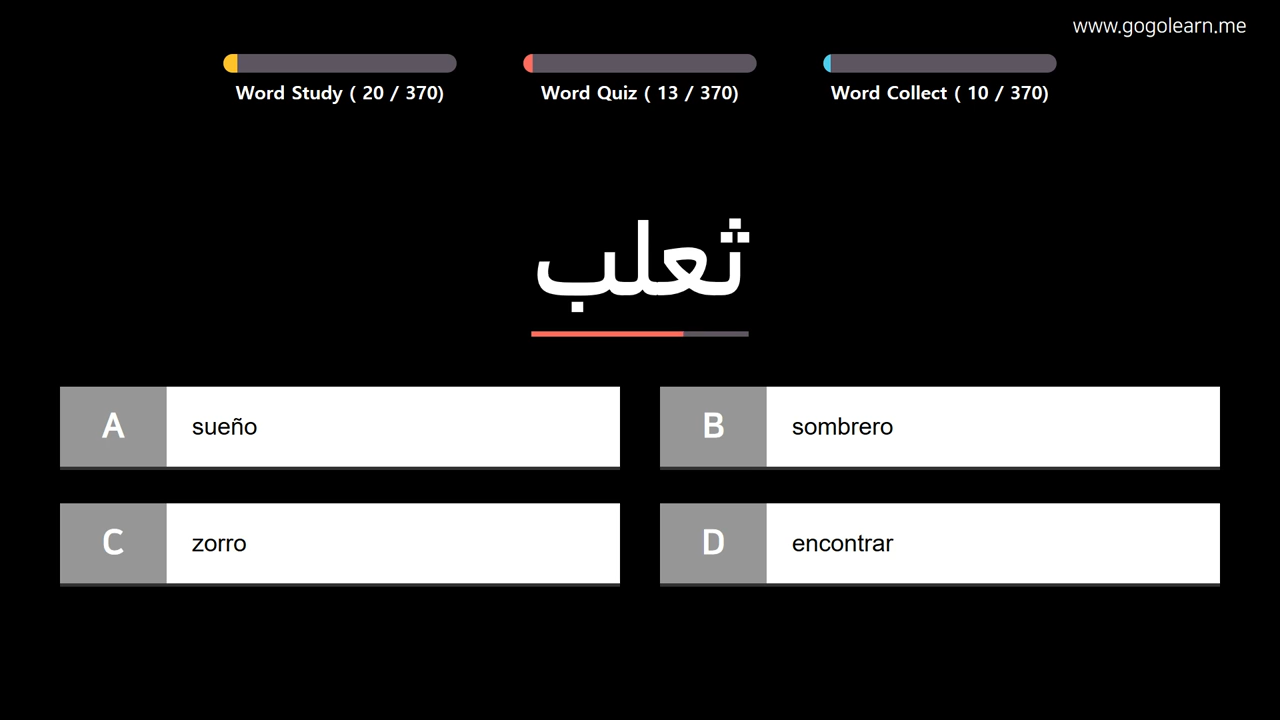 www.gogolearn.me
Word Study ( 20 / 370)
Word Quiz ( 13 / 370)
Word Collect ( 10 / 370)
ثعلب
A sueño
B sombrero
C zorro
D encontrar